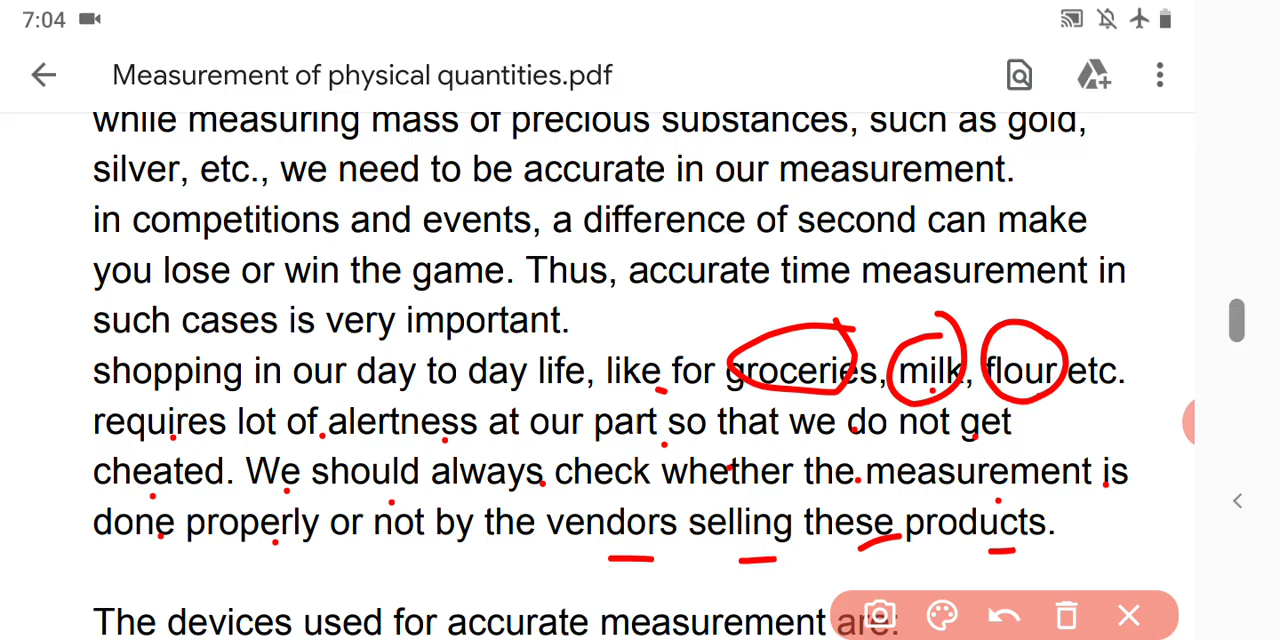 7:04
Measurement of physical quantities.pdf
while measuring mass of precious substances, such as gold,
silver, etc., we need to be accurate in our measurement.
in competitions and events, a difference of second can make
you lose or win the game. Thus, accurate time measurement in
such cases is very important.
shopping in our day to day life, like for groceries, milk, flour etc.
requires lot of alertness at our part so that we do not get
cheated. We should always check whether the measurement is
done properly or not by the vendors selling these products.
The devices used for accurate measurement are: